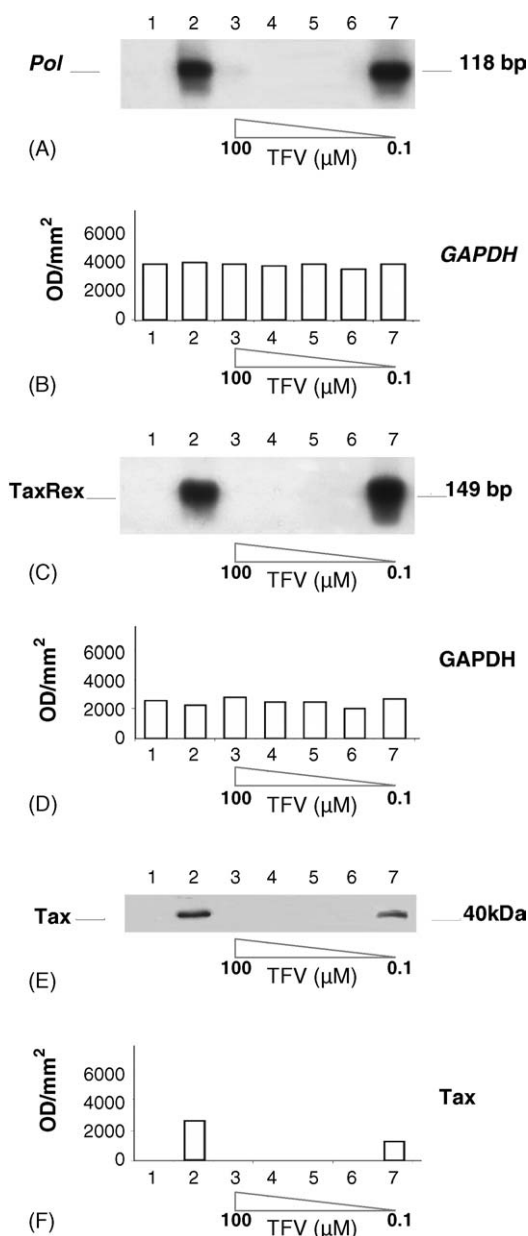 1 2 3 4 5 6 7
Pol 118 bp
100 TFV (µM) 0.1
(A)
OD/mm²
6000
4000
2000
0
GAPDH
1 2 3 4 5 6 7
100 TFV (µM) 0.1
(B)
1 2 3 4 5 6 7
TaxRex 149 bp
100 TFV (µM) 0.1
(C)
OD/mm²
6000
4000
2000
0
GAPDH
1 2 3 4 5 6 7
100 TFV (µM) 0.1
(D)
1 2 3 4 5 6 7
Tax 40kDa
100 TFV (µM) 0.1
(E)
OD/mm²
6000
4000
2000
0
Tax
1 2 3 4 5 6 7
100 TFV (µM) 0.1
(F)